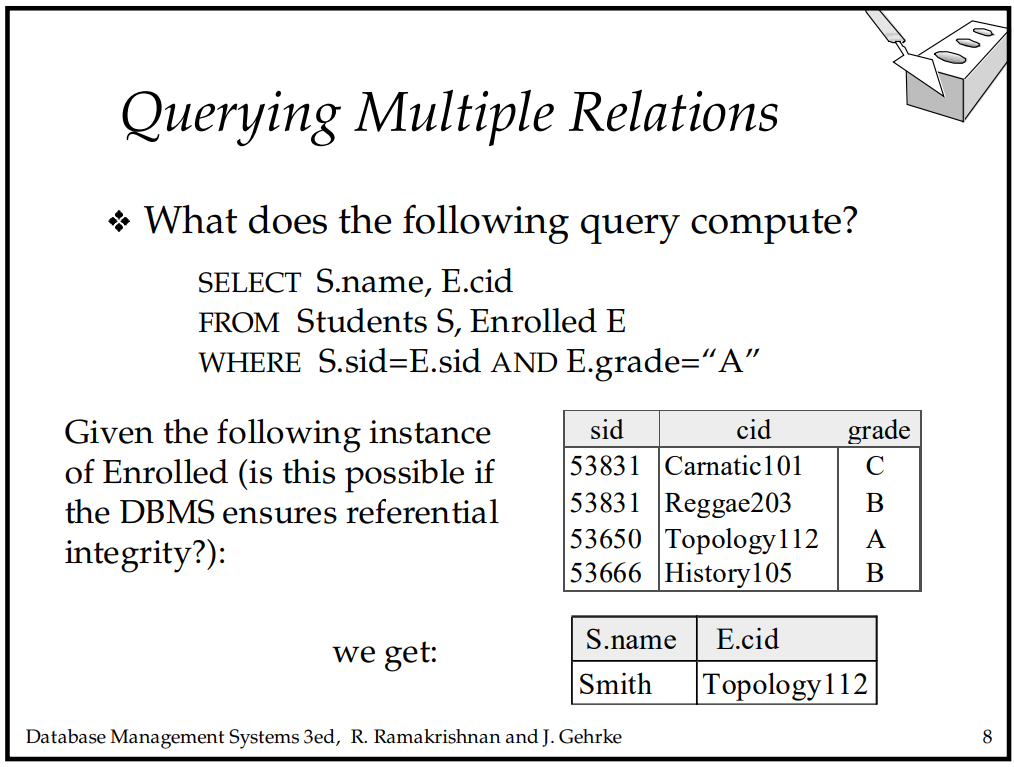 Querying Multiple Relations
❖ What does the following query compute?
SELECT S.name, E.cid
FROM Students S, Enrolled E
WHERE S.sid=E.sid AND E.grade=“A”
Given the following instance
of Enrolled (is this possible if
the DBMS ensures referential
integrity?):
sid cid grade
53831 Carnatic101 C
53831 Reggae203 B
53650 Topology112 A
53666 History105 B
we get:
S.name E.cid
Smith Topology112
Database Management Systems 3ed, R. Ramakrishnan and J. Gehrke 8